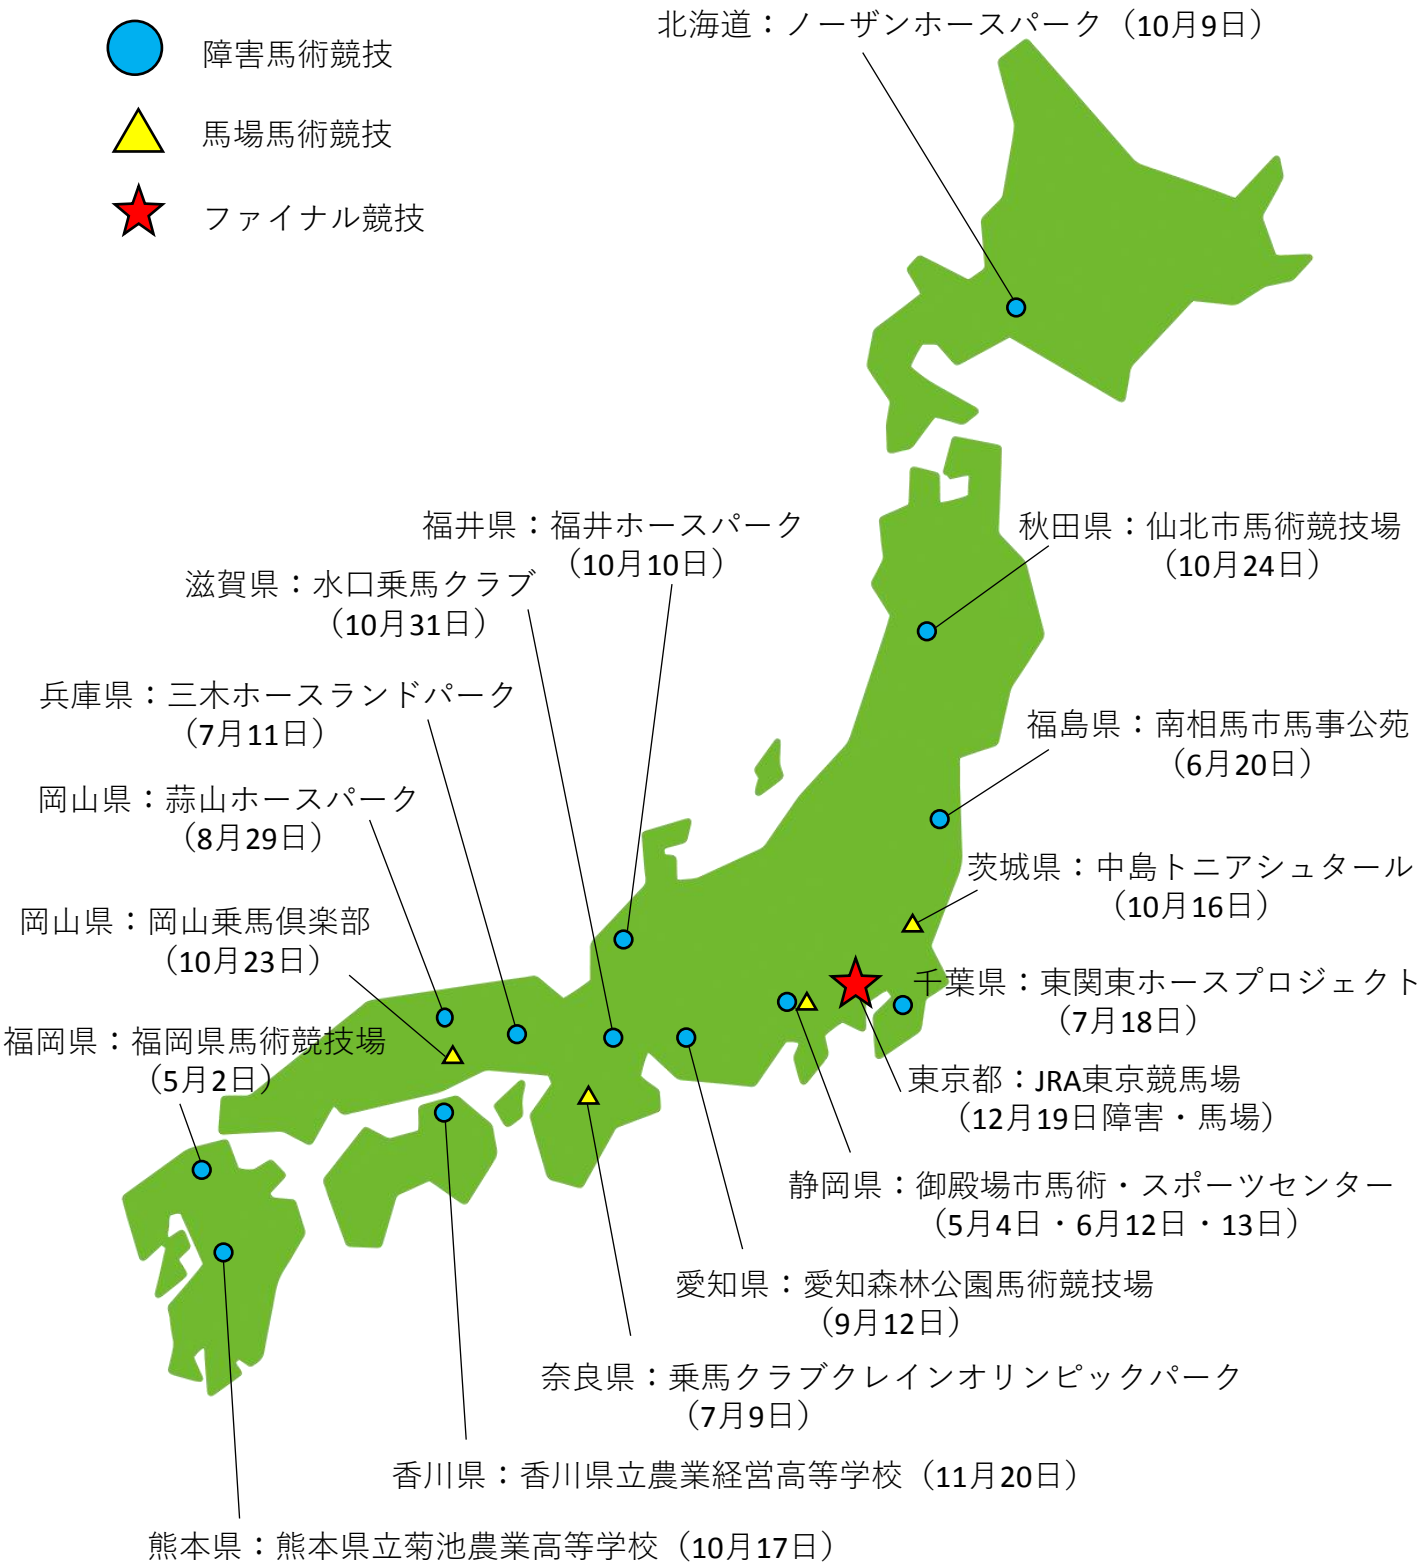 障害馬術競技
馬場馬術競技
ファイナル競技
北海道：ノーザンホースパーク（10月9日）
福井県：福井ホースパーク
（10月10日）
秋田県：仙北市馬術競技場
（10月24日）
滋賀県：水口乗馬クラブ
（10月31日）
兵庫県：三木ホースランドパーク
（7月11日）
福島県：南相馬市馬事公苑
（6月20日）
岡山県：蒜山ホースパーク
（8月29日）
茨城県：中島トニアシュタール
（10月16日）
岡山県：岡山乗馬倶楽部
（10月23日）
千葉県：東関東ホースプロジェクト
（7月18日）
福岡県：福岡県馬術競技場
（5月2日）
東京都：JRA東京競馬場
（12月19日障害・馬場）
静岡県：御殿場市馬術・スポーツセンター
（5月4日・6月12日・13日）
愛知県：愛知森林公園馬術競技場
（9月12日）
奈良県：乗馬クラブクレインオリンピックパーク
（7月9日）
香川県：香川県立農業経営高等学校（11月20日）
熊本県：熊本県立菊池農業高等学校（10月17日）